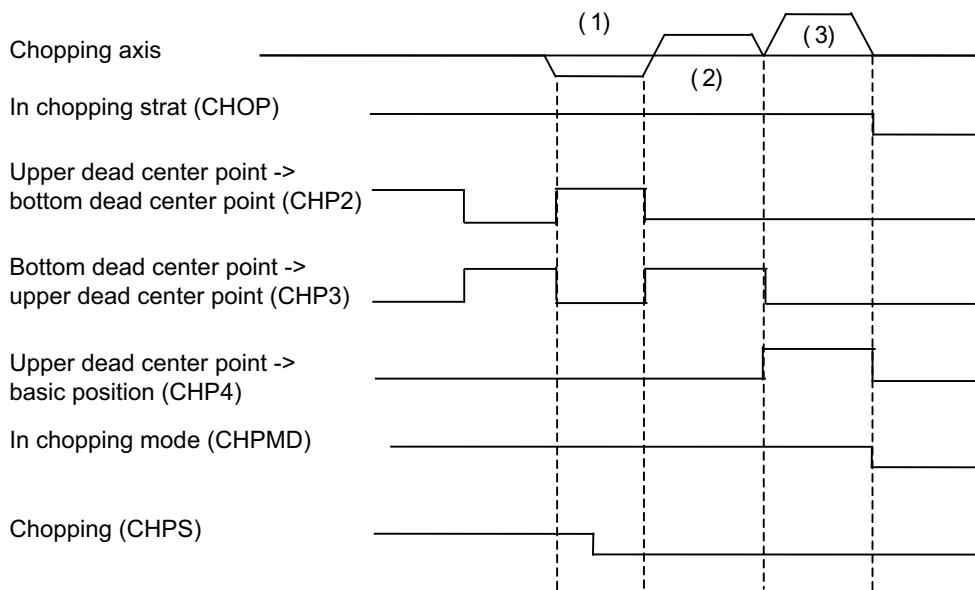 (1)
Chopping axis
(3)
(2)
In chopping strat (CHOP)
Upper dead center point ->
bottom dead center point (CHP2)
Bottom dead center point ->
upper dead center point (CHP3)
Upper dead center point ->
basic position (CHP4)
In chopping mode (CHPMD)
Chopping (CHPS)